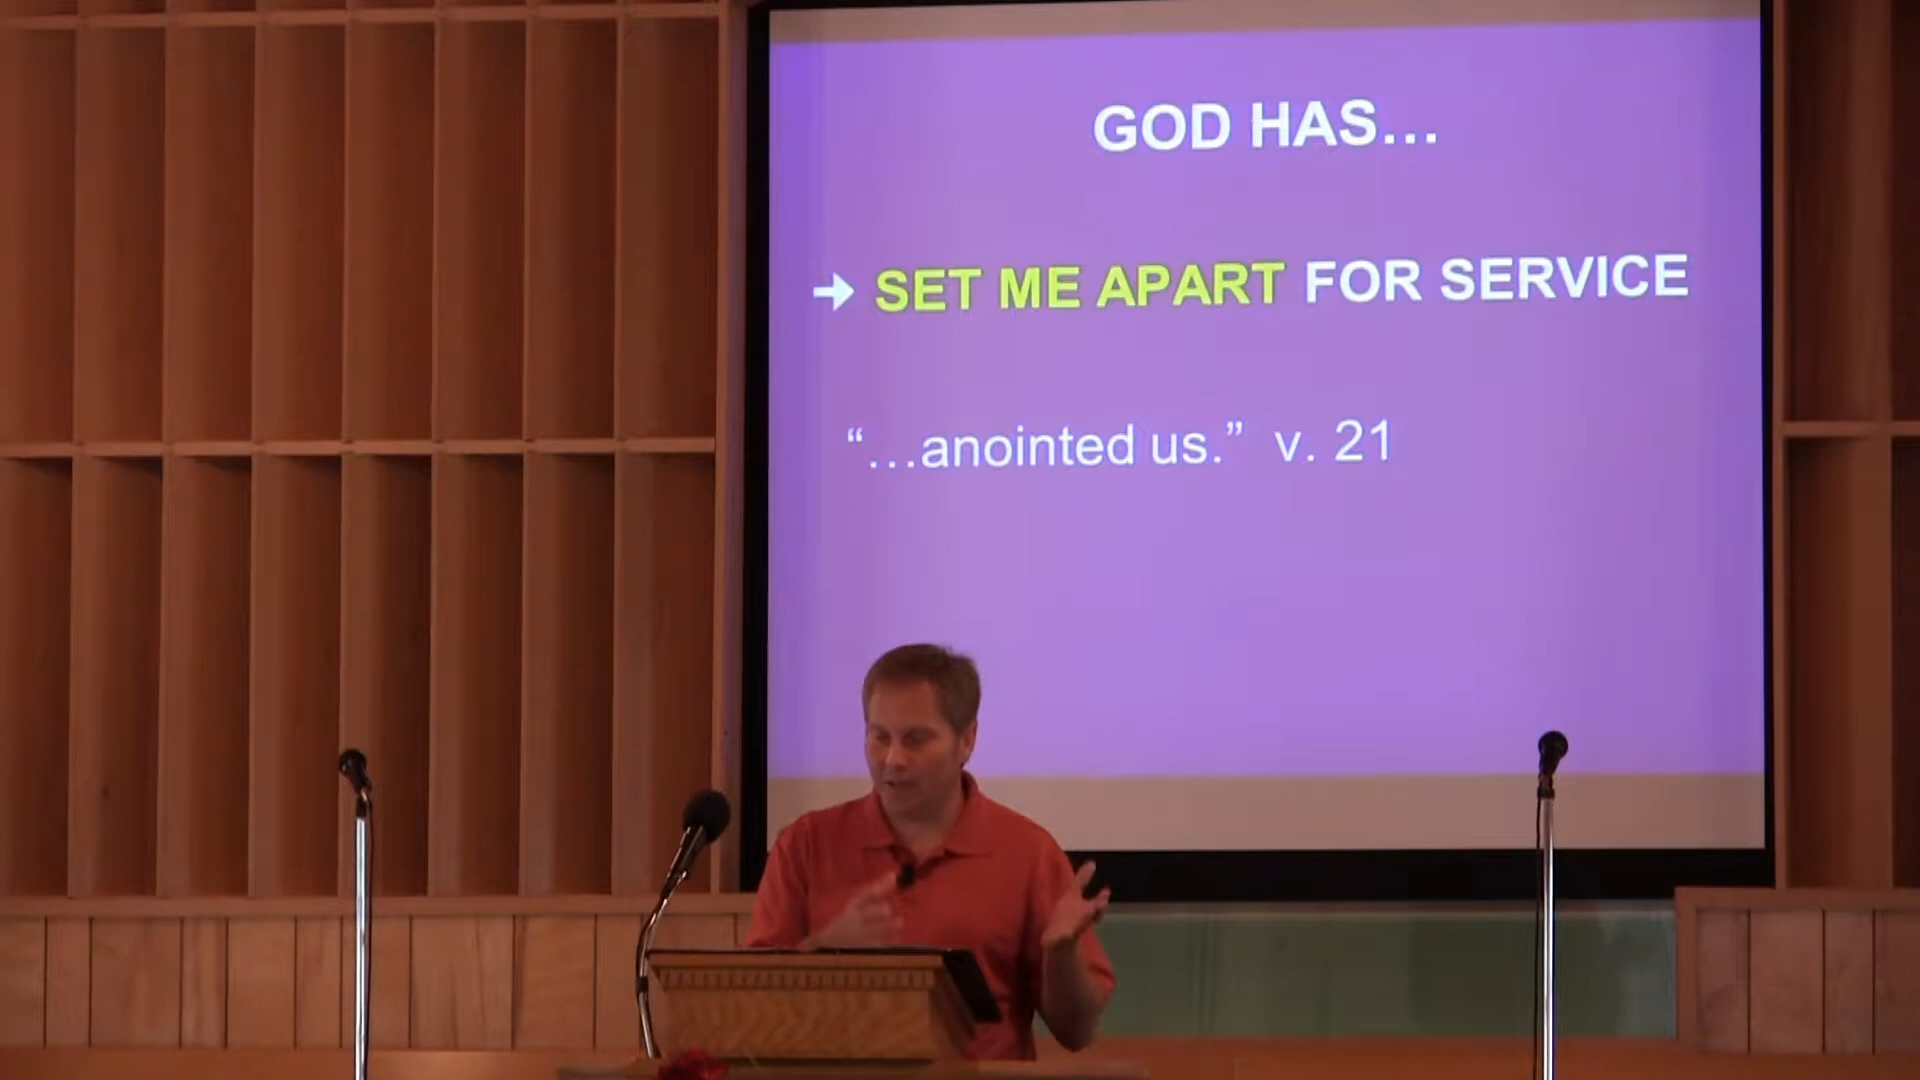 GOD HAS…
➔ SET ME APART FOR SERVICE
“…anointed us.” v. 21